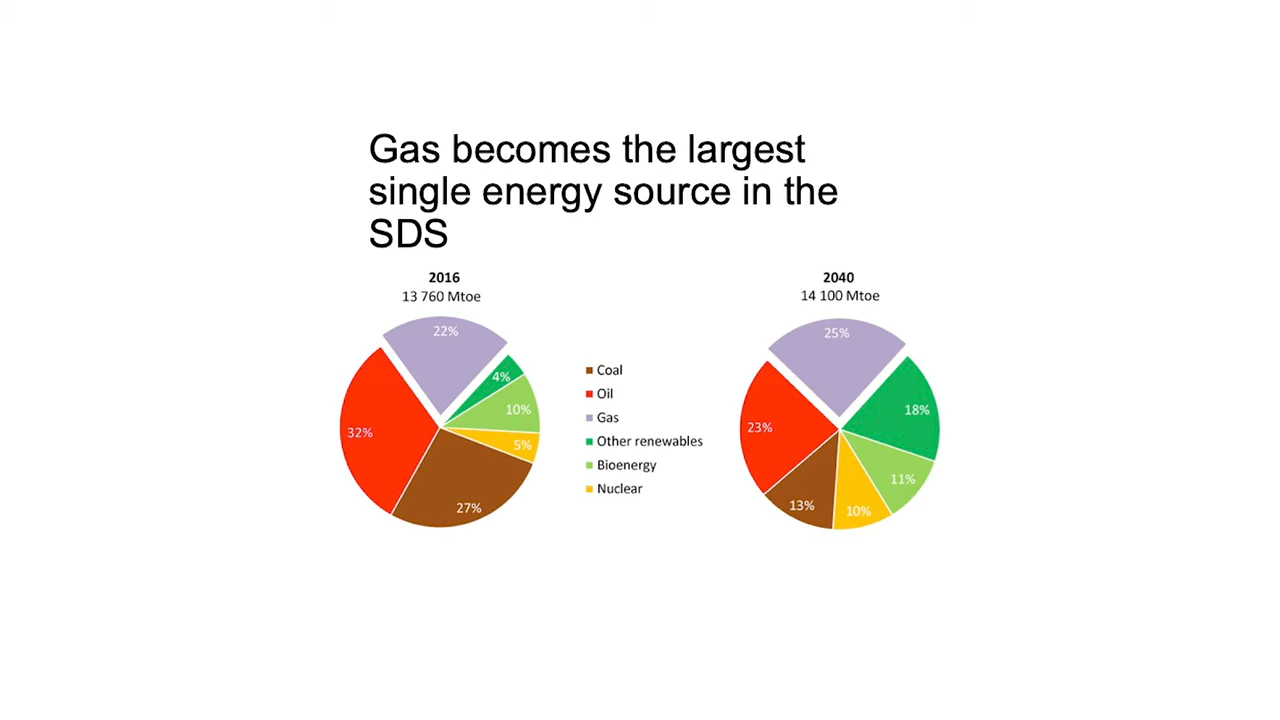 Gas becomes the largest
single energy source in the
SDS
2016
13 760 Mtoe
22%
4%
10%
5%
27%
32%
Coal
Oil
Gas
Other renewables
Bioenergy
Nuclear
2040
14 100 Mtoe
25%
18%
11%
10%
13%
23%